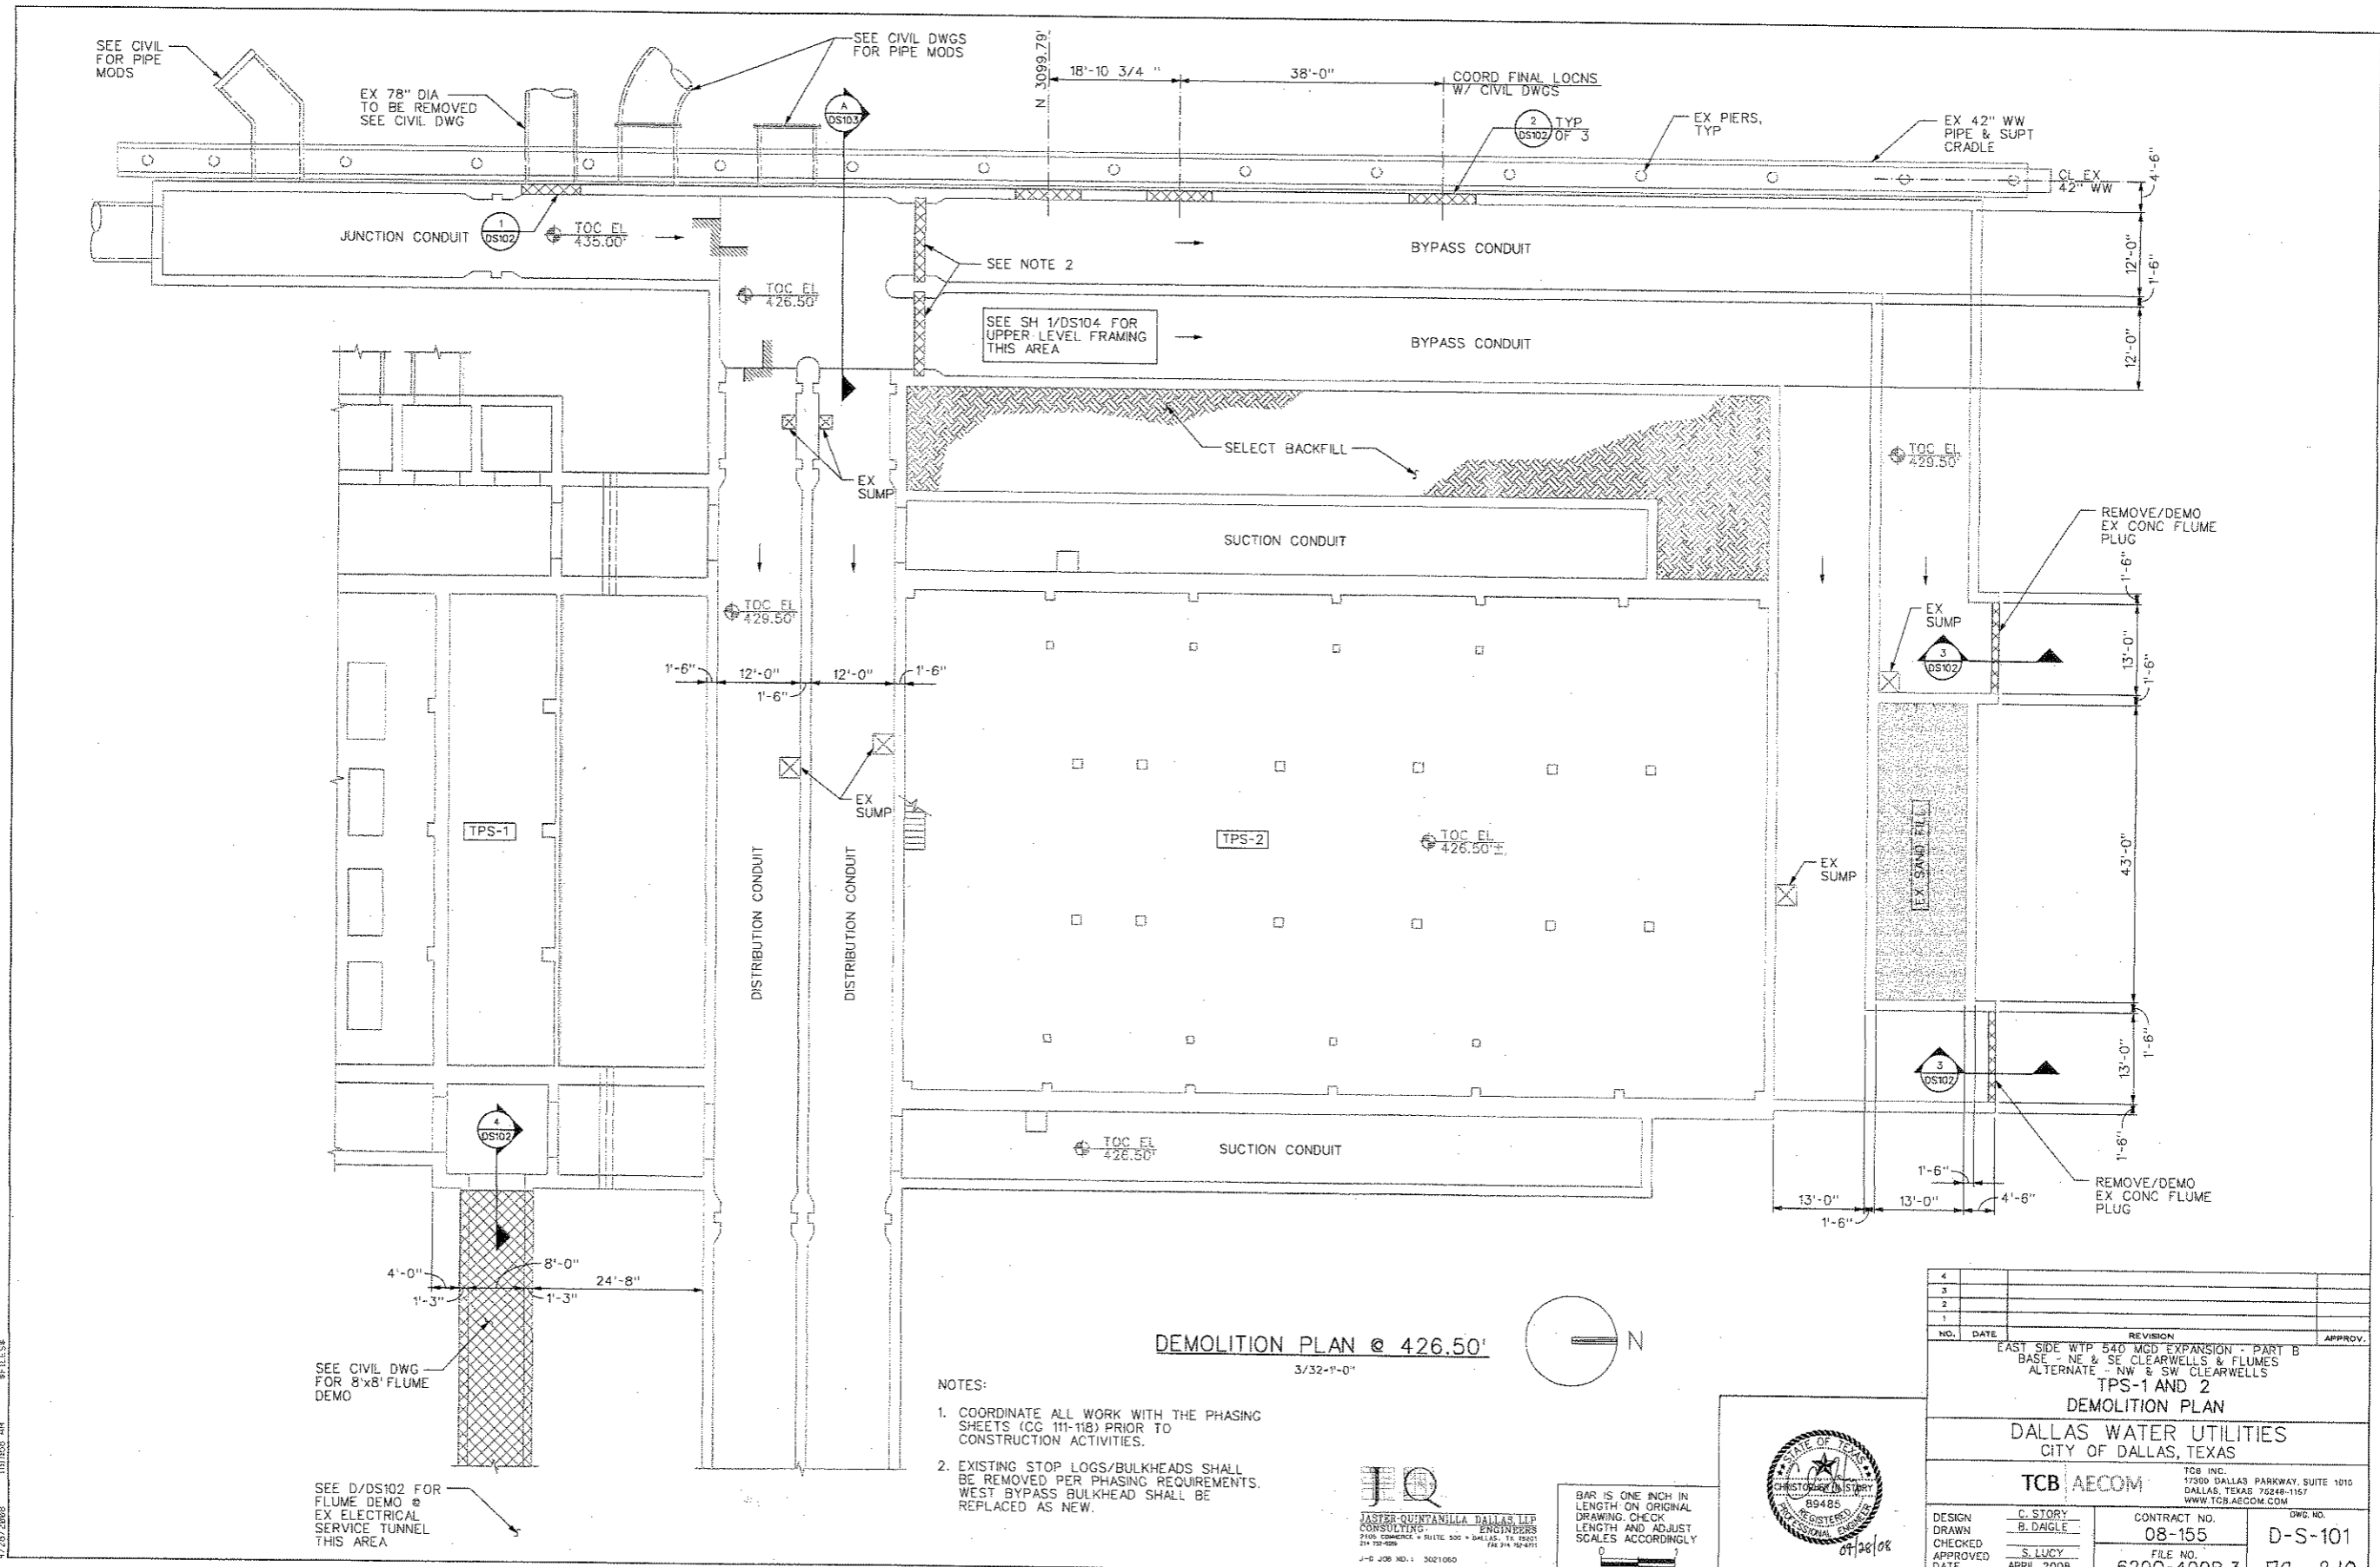 SEE CIVIL
FOR PIPE
MODS
EX 78" DIA
TO BE REMOVED
SEE CIVIL DWG
SEE CIVIL DWGS
FOR PIPE MODS
A
DS103
N 3099.79'
18'-10 3/4 "
38'-0"
COORD FINAL LOCNS
W/ CIVIL DWGS
2
DS102
TYP
OF 3
EX PIERS,
TYP
EX 42" WW
PIPE & SUPT
CRADLE
CL EX
42" WW
4'-6"
JUNCTION CONDUIT
1
DS102
TOC EL
435.00'
SEE NOTE 2
BYPASS CONDUIT
12'-0"
1'-6"
TOC EL
426.50'
SEE SH 1/DS104 FOR
UPPER LEVEL FRAMING
THIS AREA
BYPASS CONDUIT
12'-0"
SELECT BACKFILL
EX
SUMP
TOC EL
429.50'
SUCTION CONDUIT
REMOVE/DEMO
EX CONC FLUME
PLUG
1'-6"
TOC EL
429.50'
EX
SUMP
3
DS102
13'-0"
1'-6"
1'-6"
12'-0"
1'-6"
12'-0"
1'-6"
EX
SUMP
TPS-1
TPS-2
TOC EL
426.50'±
EX
SUMP
EX SAND FILL
43'-0"
DISTRIBUTION CONDUIT
DISTRIBUTION CONDUIT
1'-6"
3
DS102
13'-0"
1'-6"
4
DS102
TOC EL
426.50'
SUCTION CONDUIT
REMOVE/DEMO
EX CONC FLUME
PLUG
13'-0"
1'-6"
13'-0"
1'-6"
4'-6"
4'-0"
1'-3"
8'-0"
1'-3"
24'-8"
SEE CIVIL DWG
FOR 8'x8' FLUME
DEMO
SEE D/DS102 FOR
FLUME DEMO @
EX ELECTRICAL
SERVICE TUNNEL
THIS AREA
DEMOLITION PLAN @ 426.50'
3/32-1'-0"
N
NOTES:
1. COORDINATE ALL WORK WITH THE PHASING
SHEETS (CG 111-118) PRIOR TO
CONSTRUCTION ACTIVITIES.
2. EXISTING STOP LOGS/BULKHEADS SHALL
BE REMOVED PER PHASING REQUIREMENTS.
WEST BYPASS BULKHEAD SHALL BE
REPLACED AS NEW.
JQ
JASTER-QUINTANILLA DALLAS, LLP
CONSULTING ENGINEERS
J-Q JOB NO.: 3021060
BAR IS ONE INCH IN
LENGTH ON ORIGINAL
DRAWING. CHECK
LENGTH AND ADJUST
SCALES ACCORDINGLY
0 1
STATE OF TEXAS
89485
REGISTERED
PROFESSIONAL ENGINEER
4
3
2
1
NO. DATE REVISION APPROV.
EAST SIDE WTP 540 MGD EXPANSION - PART B
BASE - NE & SE CLEARWELLS & FLUMES
ALTERNATE - NW & SW CLEARWELLS
TPS-1 AND 2
DEMOLITION PLAN
DALLAS WATER UTILITIES
CITY OF DALLAS, TEXAS
TCB AECOM
TCB INC.
17300 DALLAS PARKWAY, SUITE 1010
DALLAS, TEXAS 75248-1157
WWW.TCB.AECOM.COM
DESIGN C. STORY
DRAWN B. DAIGLE
CHECKED
APPROVED S. LUCY
DATE APRIL 2008
CONTRACT NO.
08-155
FILE NO.
DWG. NO.
D-S-101